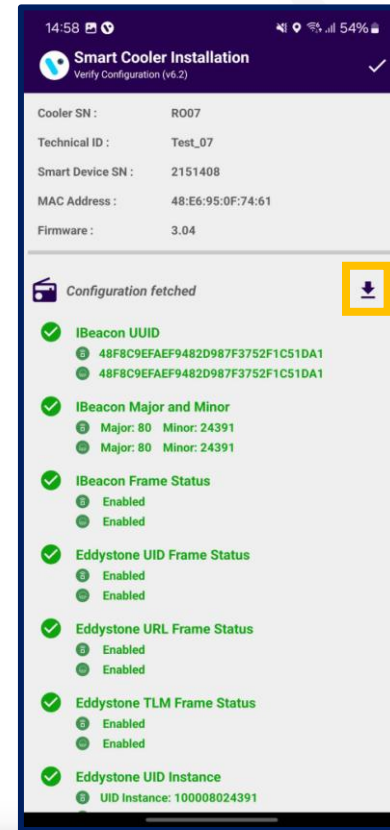 14:58 54%
Smart Cooler Installation
Verify Configuration (v6.2)
Cooler SN : RO07
Technical ID : Test_07
Smart Device SN : 2151408
MAC Address : 48:E6:95:0F:74:61
Firmware : 3.04
Configuration fetched
IBeacon UUID
48F8C9EFAEF9482D987F3752F1C51DA1
48F8C9EFAEF9482D987F3752F1C51DA1
IBeacon Major and Minor
Major: 80 Minor: 24391
Major: 80 Minor: 24391
IBeacon Frame Status
Enabled
Enabled
Eddystone UID Frame Status
Enabled
Enabled
Eddystone URL Frame Status
Enabled
Enabled
Eddystone TLM Frame Status
Enabled
Enabled
Eddystone UID Instance
UID Instance: 100008024391